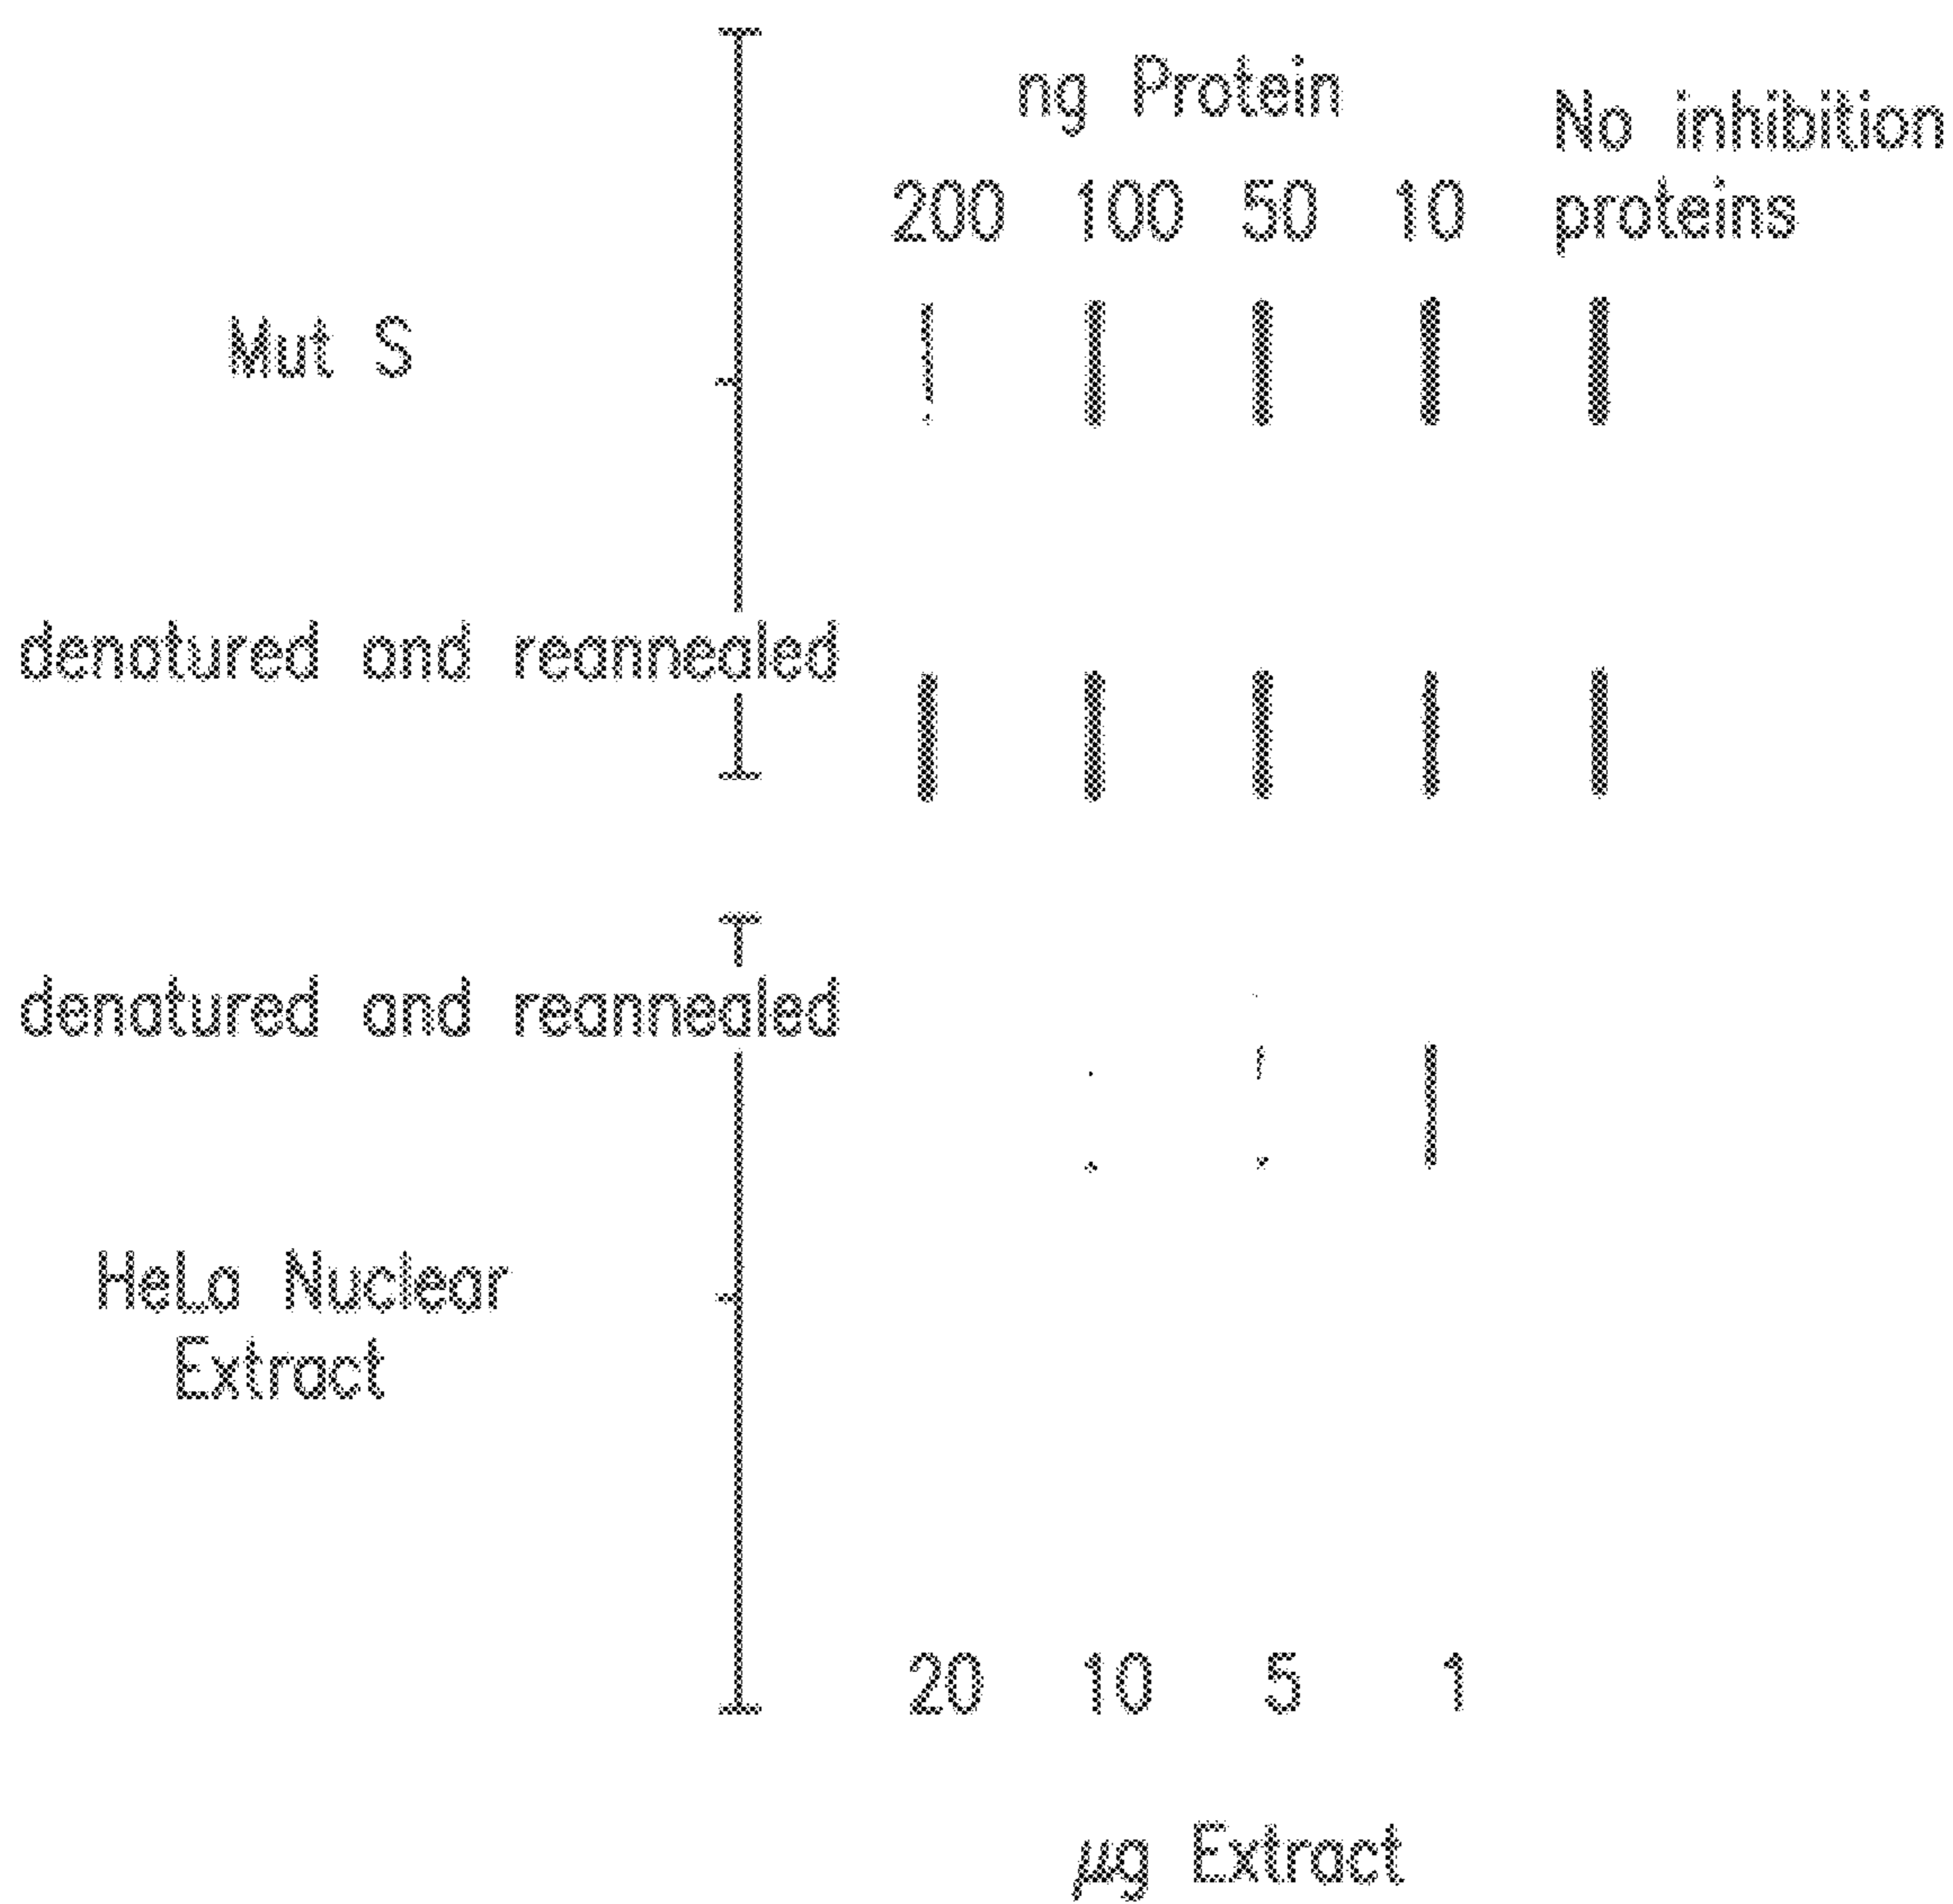 ng Protein
No inhibition
proteins
200 100 50 10
Mut S
denatured and reannealed
denatured and reannealed
HeLa Nuclear
Extract
20 10 5 1
µg Extract